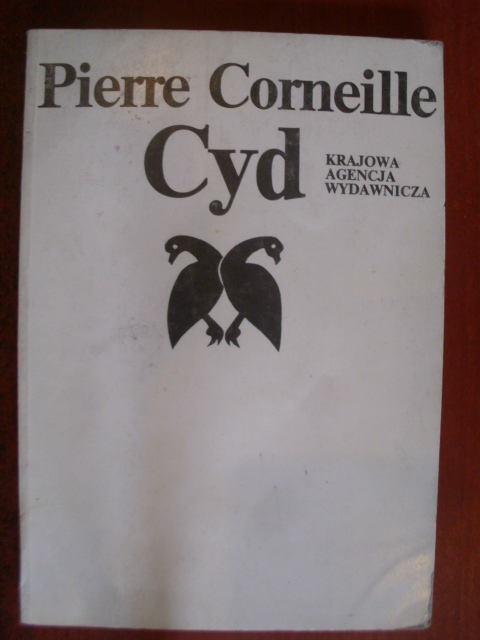 Pierre Corneille
Cyd
KRAJOWA
AGENCJA
WYDAWNICZA